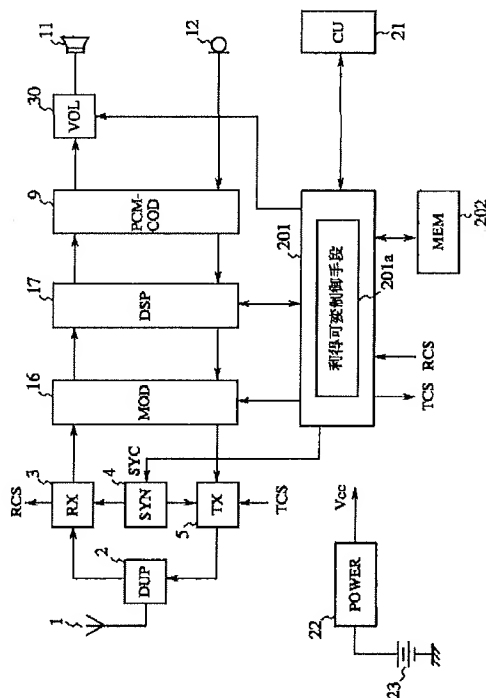 11
12
30
VOL
9
PCM-
COD
17
DSP
16
MOD
RCS
3
RX
SYC
4
SYN
5
TX
TCS
2
DUP
1
21
CU
201
利得可変制御手段
201a
MEM
202
TCS
RCS
Vcc
22
POWER
23